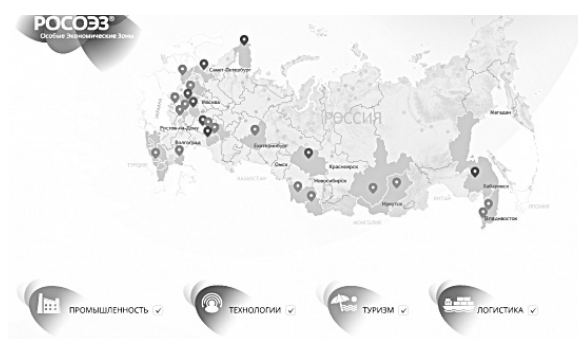 РОСОЭЗ®
Особые Экономические Зоны
Санкт-Петербург
Москва
УКРАИНА
РОССИЯ
Магадан
Ростов-на-Дону
Волгоград
Екатеринбург
ТУРЦИЯ
Омск
Красноярск
КАЗАХСТАН
Новосибирск
Хабаровск
Иркутск
КИТАЙ
ЯПОНИЯ
Владивосток
МОНГОЛИЯ
ПРОМЫШЛЕННОСТЬ
ТЕХНОЛОГИИ
ТУРИЗМ
ЛОГИСТИКА